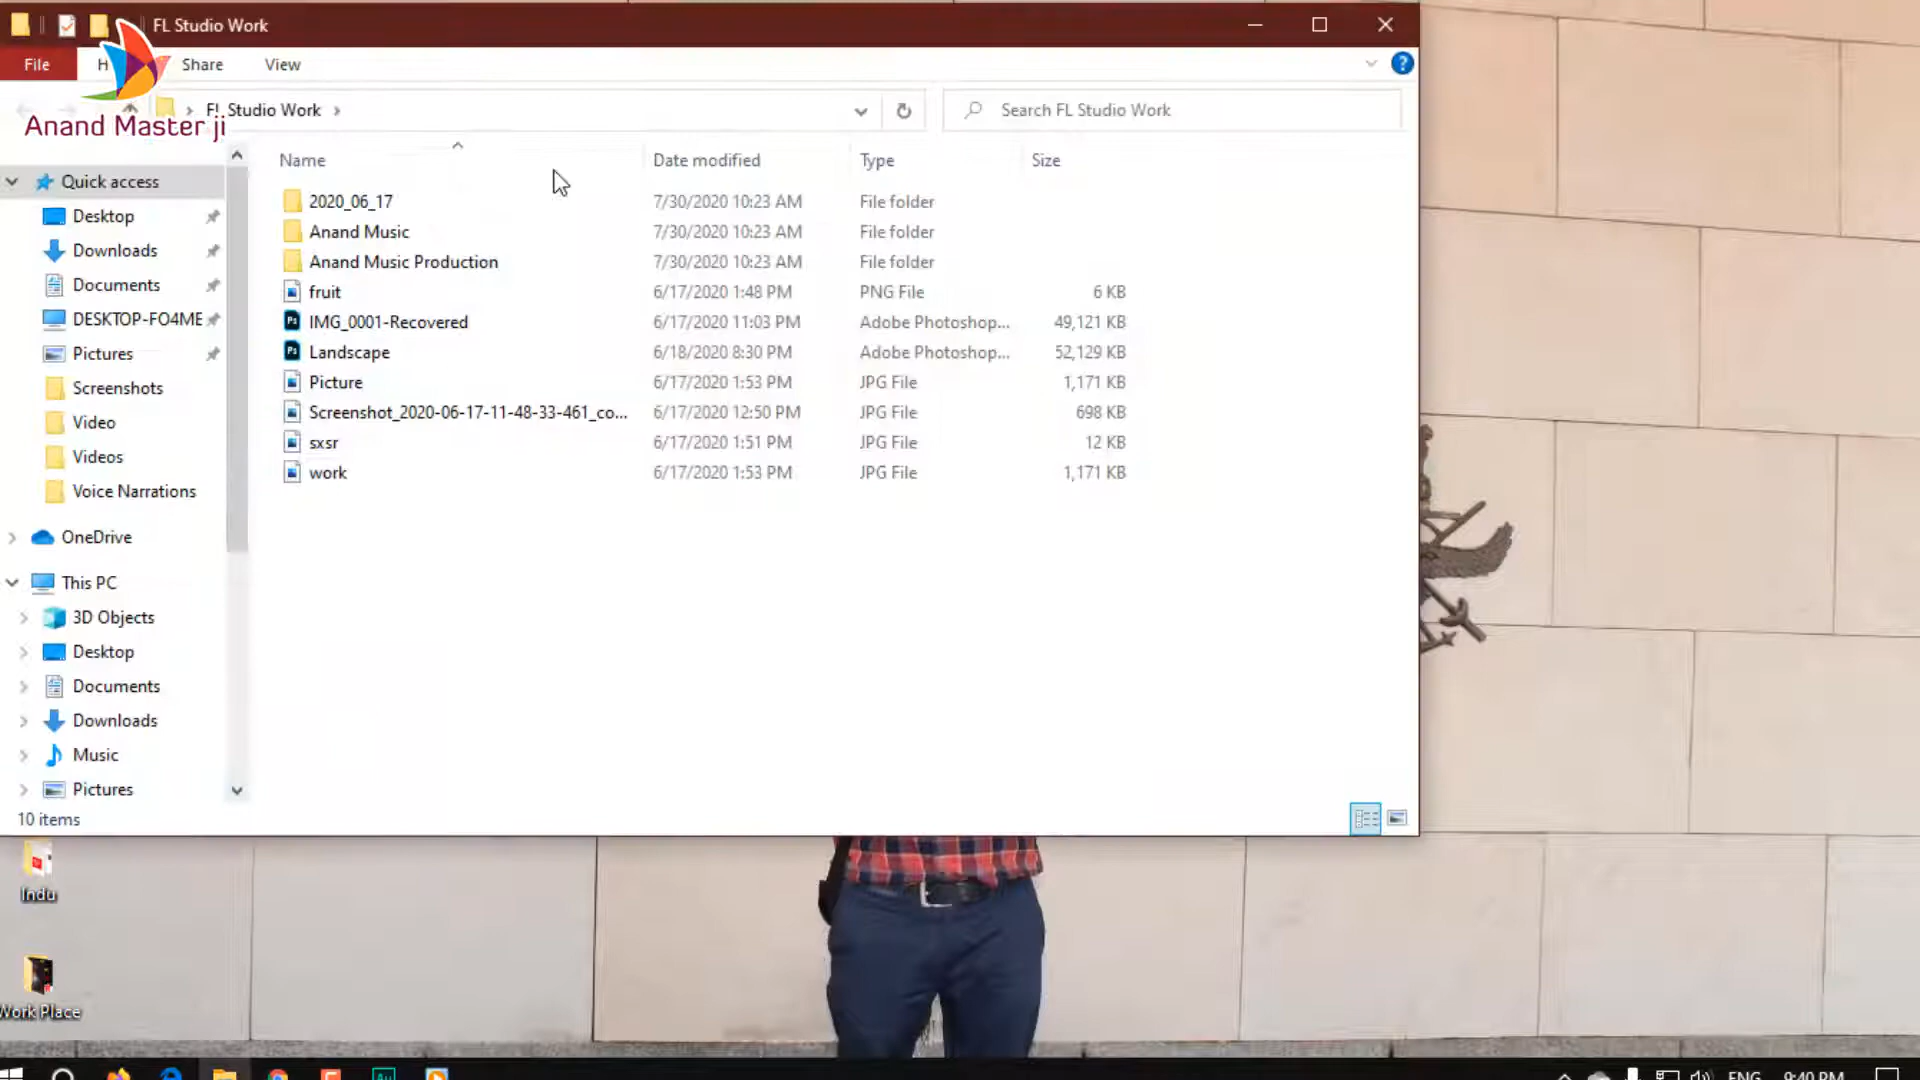 FL Studio Work
File H Share View
FL Studio Work
Search FL Studio Work
Anand Master ji
Name Date modified Type Size
Quick access
Desktop
Downloads
Documents
DESKTOP-FO4ME
Pictures
Screenshots
Video
Videos
Voice Narrations
OneDrive
This PC
3D Objects
Desktop
Documents
Downloads
Music
Pictures
2020_06_17 7/30/2020 10:23 AM File folder
Anand Music 7/30/2020 10:23 AM File folder
Anand Music Production 7/30/2020 10:23 AM File folder
fruit 6/17/2020 1:48 PM PNG File 6 KB
IMG_0001-Recovered 6/17/2020 11:03 PM Adobe Photoshop... 49,121 KB
Landscape 6/18/2020 8:30 PM Adobe Photoshop... 52,129 KB
Picture 6/17/2020 1:53 PM JPG File 1,171 KB
Screenshot_2020-06-17-11-48-33-461_co... 6/17/2020 12:50 PM JPG File 698 KB
sxsr 6/17/2020 1:51 PM JPG File 12 KB
work 6/17/2020 1:53 PM JPG File 1,171 KB
10 items
Indu
Work Place
ENG 9:40 PM